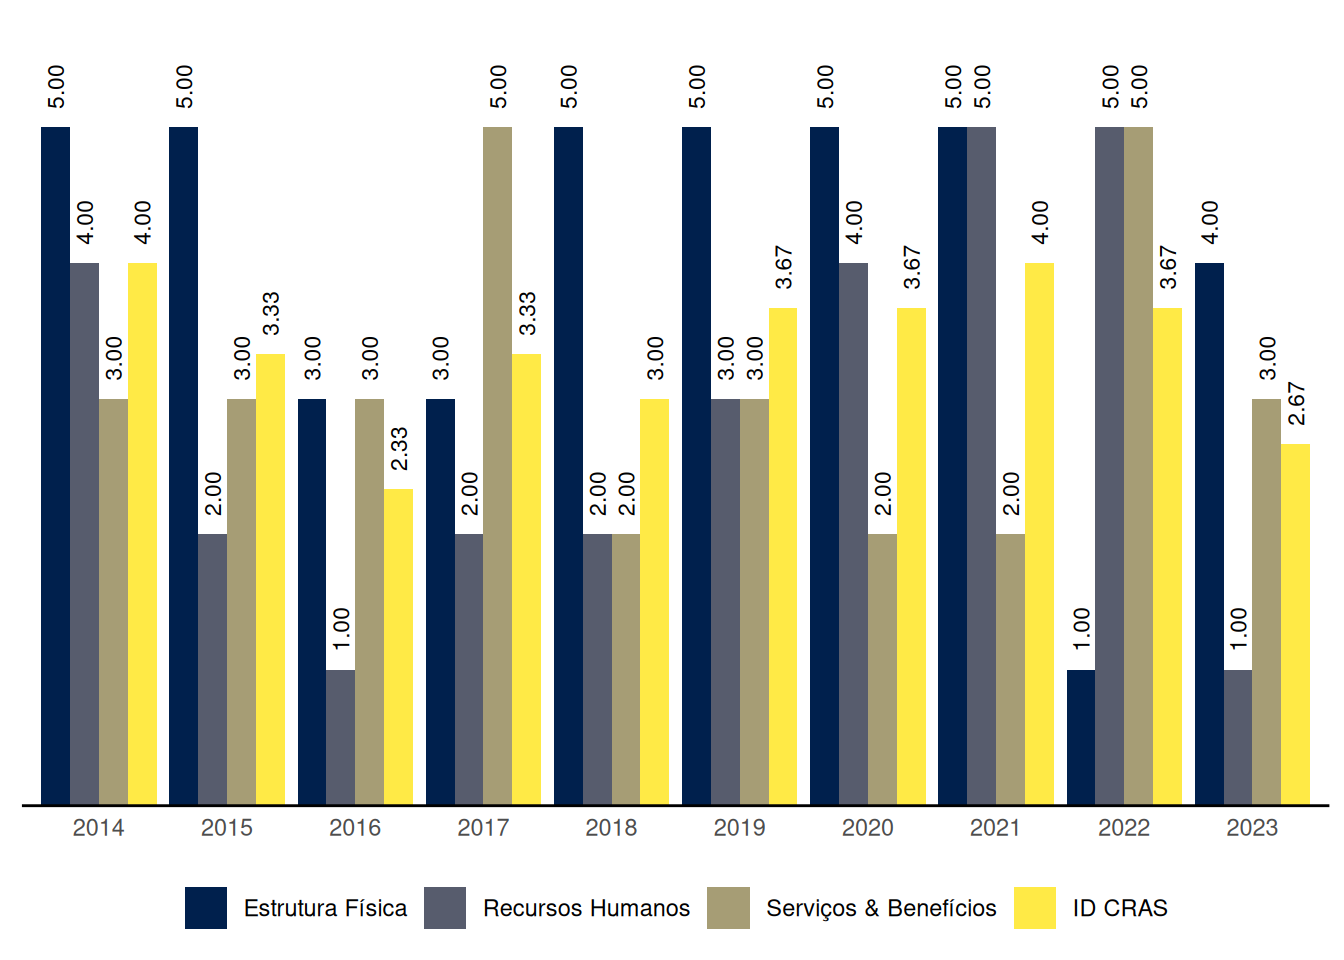 5.00 4.00 3.00 4.00
5.00 2.00 3.00 3.33
3.00 1.00 3.00 2.33
3.00 2.00 5.00 3.33
5.00 2.00 2.00 3.00
5.00 3.00 3.00 3.67
5.00 4.00 2.00 3.67
5.00 5.00 2.00 4.00
1.00 5.00 5.00 3.67
4.00 1.00 3.00 2.67
2014 2015 2016 2017 2018 2019 2020 2021 2022 2023
Estrutura Física Recursos Humanos Serviços & Benefícios ID CRAS